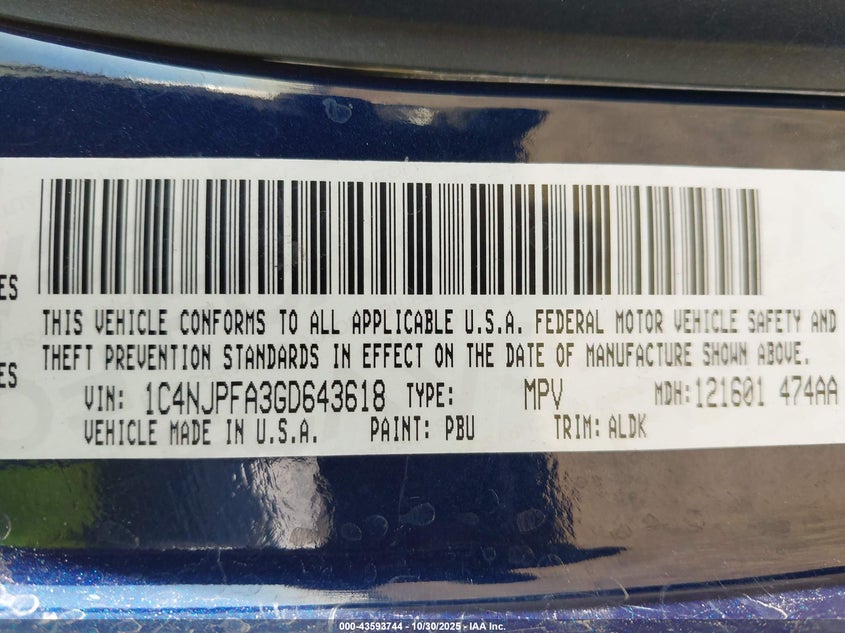 ES
THIS VEHICLE CONFORMS TO ALL APPLICABLE U.S.A. FEDERAL MOTOR VEHICLE SAFETY AND
THEFT PREVENTION STANDARDS IN EFFECT ON THE DATE OF MANUFACTURE SHOWN ABOVE.
ES
VIN: 1C4NJPFA3GD643618 TYPE: MPV MDH: 121601 474AA
VEHICLE MADE IN U.S.A. PAINT: PBU TRIM: ALDK
000-43593744 - 10/30/2025 - IAA Inc.